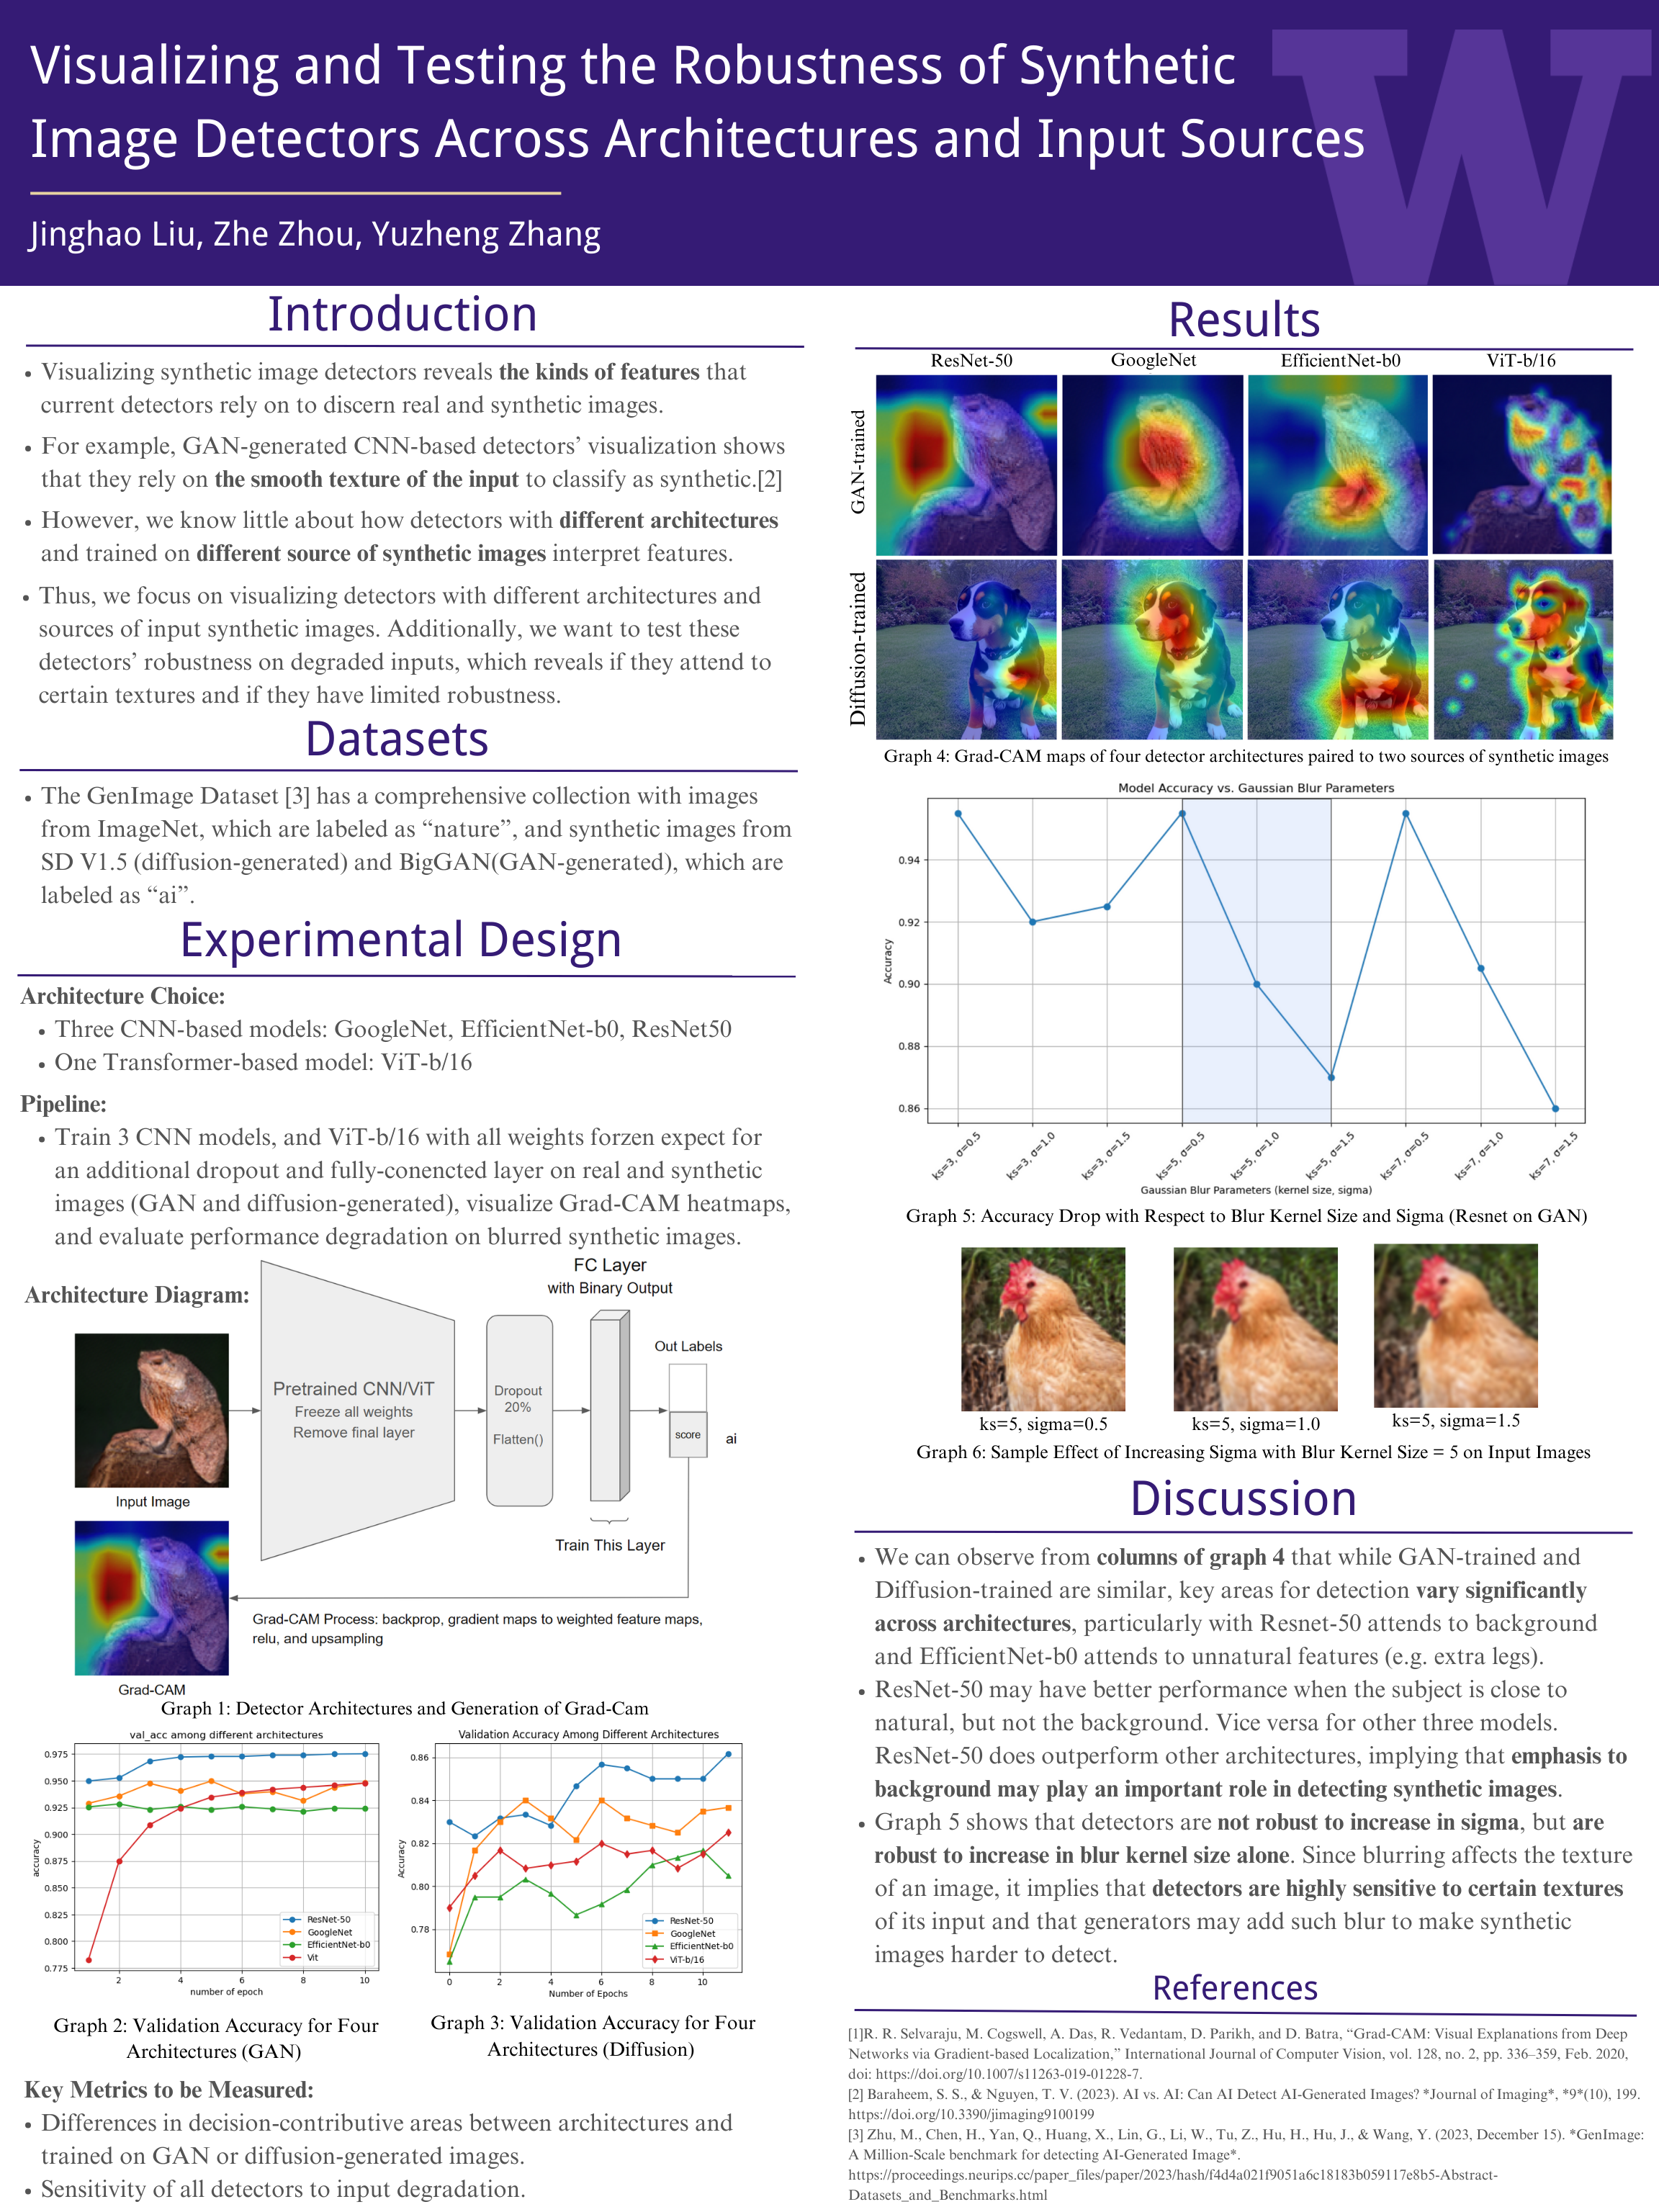 Visualizing and Testing the Robustness of Synthetic
Image Detectors Across Architectures and Input Sources
Jinghao Liu, Zhe Zhou, Yuzheng Zhang
W
Introduction
• Visualizing synthetic image detectors reveals the kinds of features that
current detectors rely on to discern real and synthetic images.
• For example, GAN-generated CNN-based detectors' visualization shows
that they rely on the smooth texture of the input to classify as synthetic.[2]
• However, we know little about how detectors with different architectures
and trained on different source of synthetic images interpret features.
• Thus, we focus on visualizing detectors with different architectures and
sources of input synthetic images. Additionally, we want to test these
detectors' robustness on degraded inputs, which reveals if they attend to
certain textures and if they have limited robustness.
Datasets
• The GenImage Dataset [3] has a comprehensive collection with images
from ImageNet, which are labeled as “nature”, and synthetic images from
SD V1.5 (diffusion-generated) and BigGAN(GAN-generated), which are
labeled as “ai”.
Experimental Design
Architecture Choice:
• Three CNN-based models: GoogleNet, EfficientNet-b0, ResNet50
• One Transformer-based model: ViT-b/16
Pipeline:
• Train 3 CNN models, and ViT-b/16 with all weights forzen expect for
an additional dropout and fully-conencted layer on real and synthetic
images (GAN and diffusion-generated), visualize Grad-CAM heatmaps,
and evaluate performance degradation on blurred synthetic images.
Architecture Diagram:
FC Layer
with Binary Output
Out Labels
Pretrained CNN/ViT
Freeze all weights
Remove final layer
Dropout
20%
Flatten()
score
ai
Input Image
Train This Layer
Grad-CAM Process: backprop, gradient maps to weighted feature maps,
relu, and upsampling
Grad-CAM
Graph 1: Detector Architectures and Generation of Grad-Cam
val_acc among different architectures
0.975
0.950
0.925
0.900
0.875
0.850
0.825
0.800
0.775
accuracy
ResNet-50
GoogleNet
EfficientNet-b0
Vit
2 4 6 8 10
number of epoch
Graph 2: Validation Accuracy for Four
Architectures (GAN)
Validation Accuracy Among Different Architectures
0.86
0.84
0.82
0.80
0.78
Accuracy
ResNet-50
GoogleNet
EfficientNet-b0
ViT-b/16
0 2 4 6 8 10
Number of Epochs
Graph 3: Validation Accuracy for Four
Architectures (Diffusion)
Key Metrics to be Measured:
• Differences in decision-contributive areas between architectures and
trained on GAN or diffusion-generated images.
• Sensitivity of all detectors to input degradation.
Results
ResNet-50 GoogleNet EfficientNet-b0 ViT-b/16
GAN-trained
Diffusion-trained
Graph 4: Grad-CAM maps of four detector architectures paired to two sources of synthetic images
Model Accuracy vs. Gaussian Blur Parameters
0.94
0.92
0.90
0.88
0.86
Accuracy
ks=3, σ=0.5 ks=3, σ=1.0 ks=3, σ=1.5 ks=5, σ=0.5 ks=5, σ=1.0 ks=5, σ=1.5 ks=7, σ=0.5 ks=7, σ=1.0 ks=7, σ=1.5
Gaussian Blur Parameters (kernel size, sigma)
Graph 5: Accuracy Drop with Respect to Blur Kernel Size and Sigma (Resnet on GAN)
ks=5, sigma=0.5 ks=5, sigma=1.0 ks=5, sigma=1.5
Graph 6: Sample Effect of Increasing Sigma with Blur Kernel Size = 5 on Input Images
Discussion
• We can observe from columns of graph 4 that while GAN-trained and
Diffusion-trained are similar, key areas for detection vary significantly
across architectures, particularly with Resnet-50 attends to background
and EfficientNet-b0 attends to unnatural features (e.g. extra legs).
• ResNet-50 may have better performance when the subject is close to
natural, but not the background. Vice versa for other three models.
ResNet-50 does outperform other architectures, implying that emphasis to
background may play an important role in detecting synthetic images.
• Graph 5 shows that detectors are not robust to increase in sigma, but are
robust to increase in blur kernel size alone. Since blurring affects the texture
of an image, it implies that detectors are highly sensitive to certain textures
of its input and that generators may add such blur to make synthetic
images harder to detect.
References
[1]R. R. Selvaraju, M. Cogswell, A. Das, R. Vedantam, D. Parikh, and D. Batra, “Grad-CAM: Visual Explanations from Deep
Networks via Gradient-based Localization,” International Journal of Computer Vision, vol. 128, no. 2, pp. 336–359, Feb. 2020,
doi: https://doi.org/10.1007/s11263-019-01228-7.
[2] Baraheem, S. S., & Nguyen, T. V. (2023). AI vs. AI: Can AI Detect AI-Generated Images? *Journal of Imaging*, *9*(10), 199.
https://doi.org/10.3390/jimaging9100199
[3] Zhu, M., Chen, H., Yan, Q., Huang, X., Lin, G., Li, W., Tu, Z., Hu, H., Hu, J., & Wang, Y. (2023, December 15). *GenImage:
A Million-Scale benchmark for detecting AI-Generated Image*.
https://proceedings.neurips.cc/paper_files/paper/2023/hash/f4d4a021f9051a6c18183b059117e8b5-Abstract-
Datasets_and_Benchmarks.html